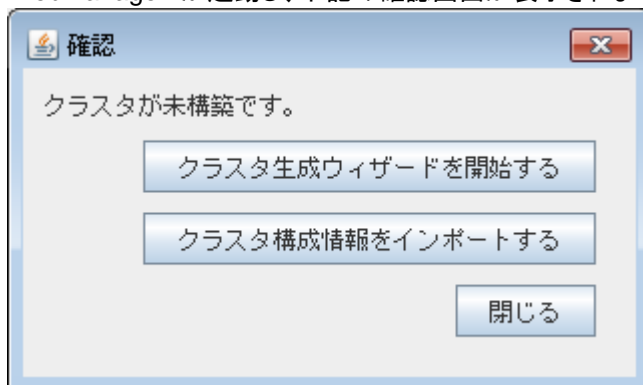 確認
クラスタが未構築です。
クラスタ生成ウィザードを開始する
クラスタ構成情報をインポートする
閉じる